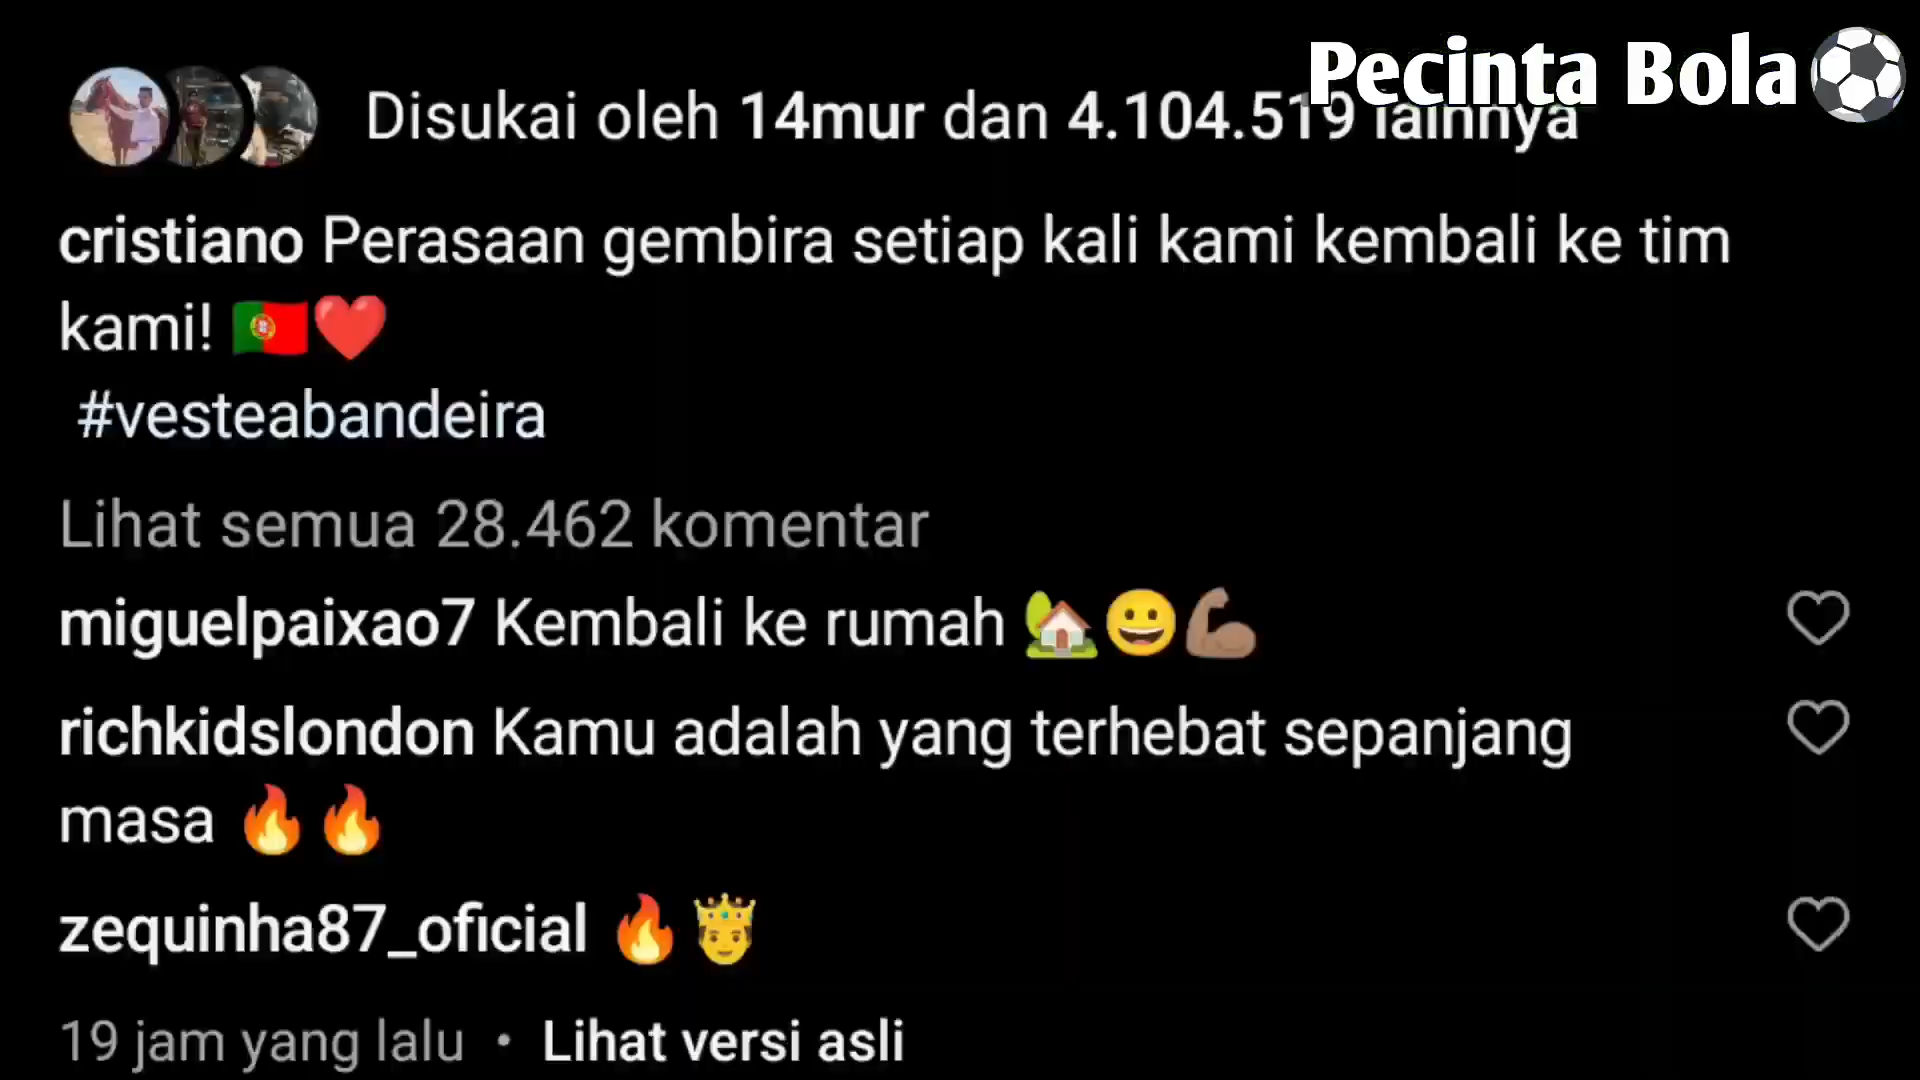 Pecinta Bola
Disukai oleh 14mur dan 4.104.519 lainnya
cristiano Perasaan gembira setiap kali kami kembali ke tim
kami! 🇵🇹❤️
#vesteabandeira
Lihat semua 28.462 komentar
miguelpaixao7 Kembali ke rumah 🏡😀💪🏽
richkidslondon Kamu adalah yang terhebat sepanjang
masa 🔥🔥
zequinha87_oficial 🔥🤴
19 jam yang lalu • Lihat versi asli